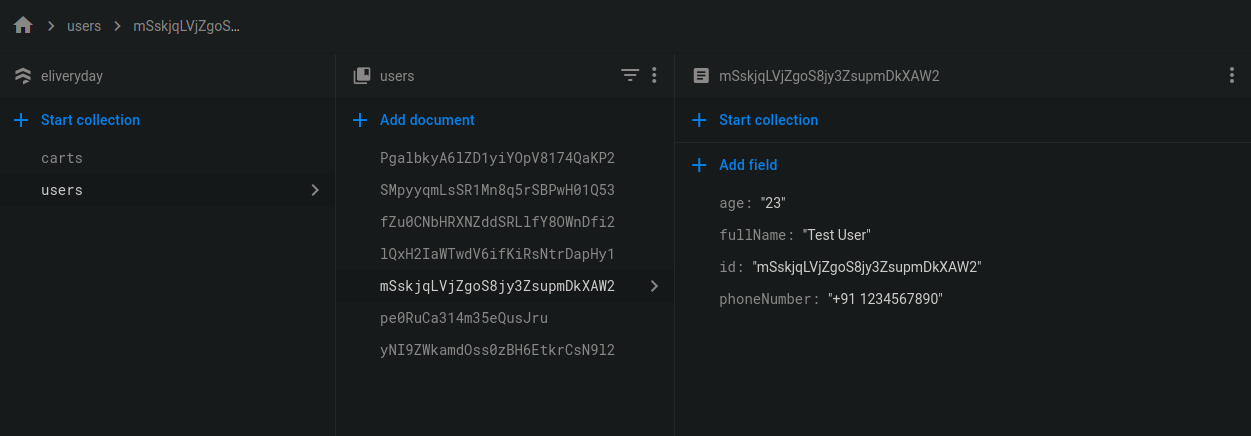 users mSskjqLVjZgoS...
eliveryday
Start collection
carts
users
users
Add document
PgalbkyA6lZD1yiYOpV8174QaKP2
SMpyyqmLsSR1Mn8q5rSBPwH01Q53
fZu0CNbHRXNZddSRLlfY8OWnDfi2
lQxH2IaWTwdV6ifKiRsNtrDapHy1
mSskjqLVjZgoS8jy3ZsupmDkXAW2
pe0RuCa314m35eQusJru
yNI9ZWkamdOss0zBH6EtkrCsN9l2
mSskjqLVjZgoS8jy3ZsupmDkXAW2
Start collection
Add field
age: "23"
fullName: "Test User"
id: "mSskjqLVjZgoS8jy3ZsupmDkXAW2"
phoneNumber: "+91 1234567890"